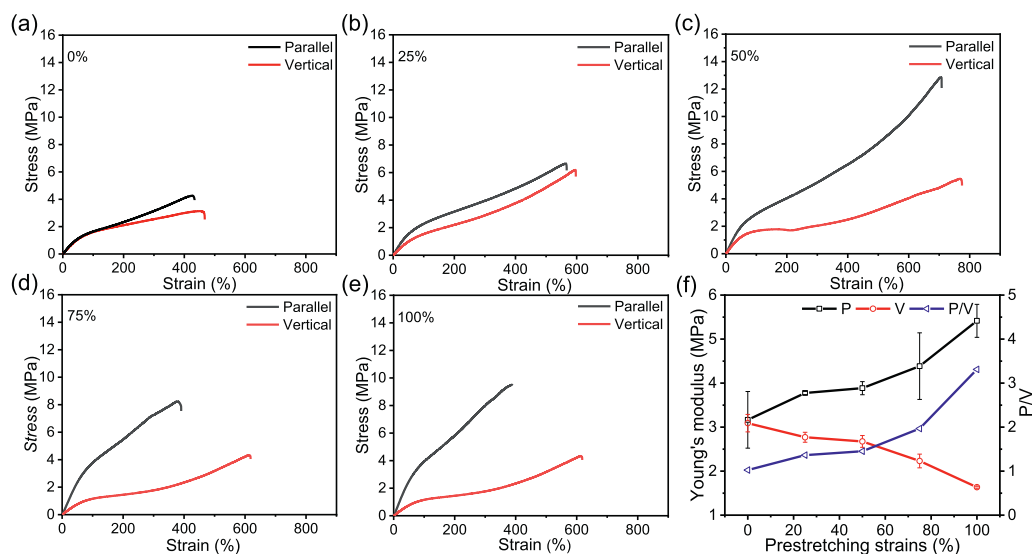 (a)
16
14
12
10
8
6
4
2
0
0
200
400
600
800
Stress (MPa)
Strain (%)
0%
Parallel
Vertical
(b)
16
14
12
10
8
6
4
2
0
0
200
400
600
800
Stress (MPa)
Strain (%)
25%
Parallel
Vertical
(c)
16
14
12
10
8
6
4
2
0
0
200
400
600
800
Stress (MPa)
Strain (%)
50%
Parallel
Vertical
(d)
16
14
12
10
8
6
4
2
0
0
200
400
600
800
Stress (MPa)
Strain (%)
75%
Parallel
Vertical
(e)
16
14
12
10
8
6
4
2
0
0
200
400
600
800
Stress (MPa)
Strain (%)
100%
Parallel
Vertical
(f)
6
5
4
3
2
1
0
20
40
60
80
100
5
4
3
2
1
0
Young's modulus (MPa)
Prestretching strains (%)
P/V
P
V
P/V